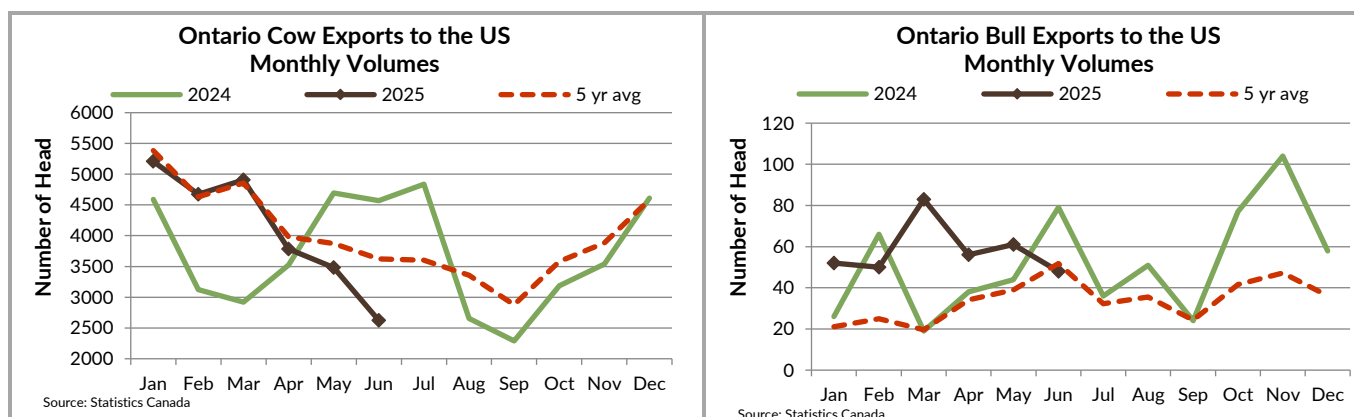 Ontario Cow Exports to the US
Monthly Volumes
2024 2025 5 yr avg
Number of Head
6000
5500
5000
4500
4000
3500
3000
2500
2000
Jan Feb Mar Apr May Jun Jul Aug Sep Oct Nov Dec
Source: Statistics Canada
Ontario Bull Exports to the US
Monthly Volumes
2024 2025 5 yr avg
Number of Head
120
100
80
60
40
20
0
Jan Feb Mar Apr May Jun Jul Aug Sep Oct Nov Dec
Source: Statistics Canada